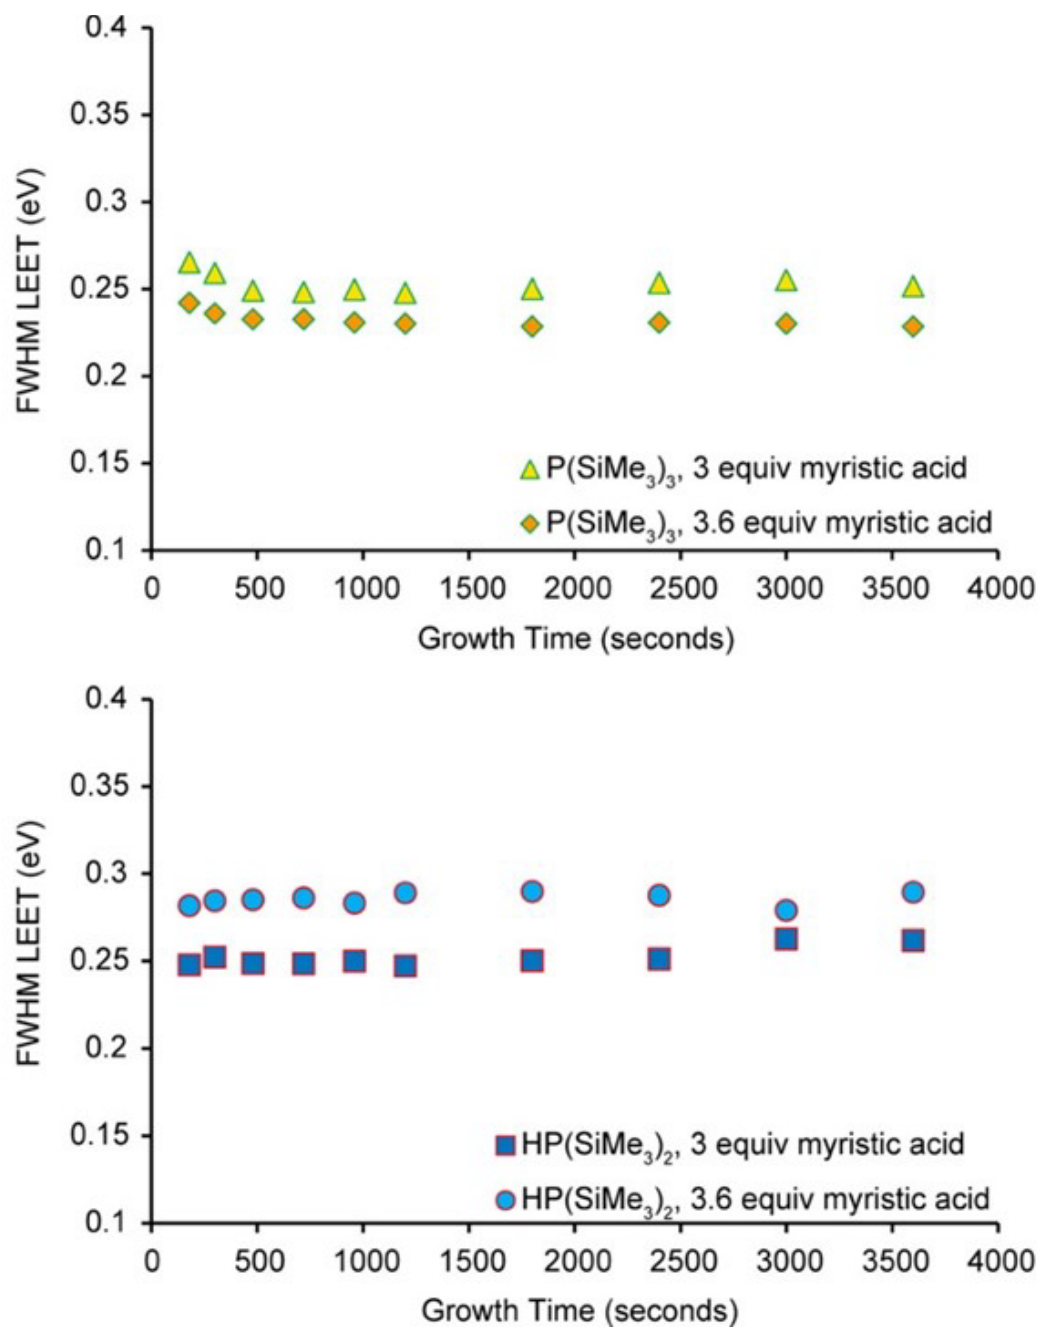 0.4
0.35
0.3
0.25
0.2
0.15
0.1
FWHM LEET (eV)
P(SiMe₃)₃, 3 equiv myristic acid
P(SiMe₃)₃, 3.6 equiv myristic acid
0 500 1000 1500 2000 2500 3000 3500 4000
Growth Time (seconds)
0.4
0.35
0.3
0.25
0.2
0.15
0.1
FWHM LEET (eV)
HP(SiMe₃)₂, 3 equiv myristic acid
HP(SiMe₃)₂, 3.6 equiv myristic acid
0 500 1000 1500 2000 2500 3000 3500 4000
Growth Time (seconds)